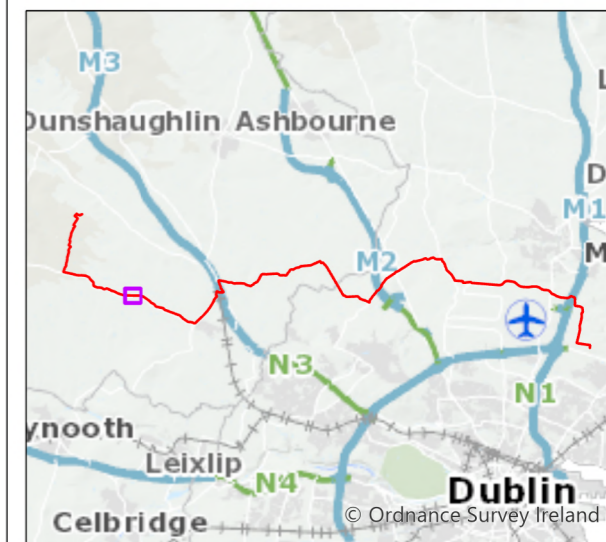 M3
L
Dunshaughlin Ashbourne
D
M1
M2
M
N3
N1
ynooth
Leixlip
N4
Dublin
Celbridge
© Ordnance Survey Ireland